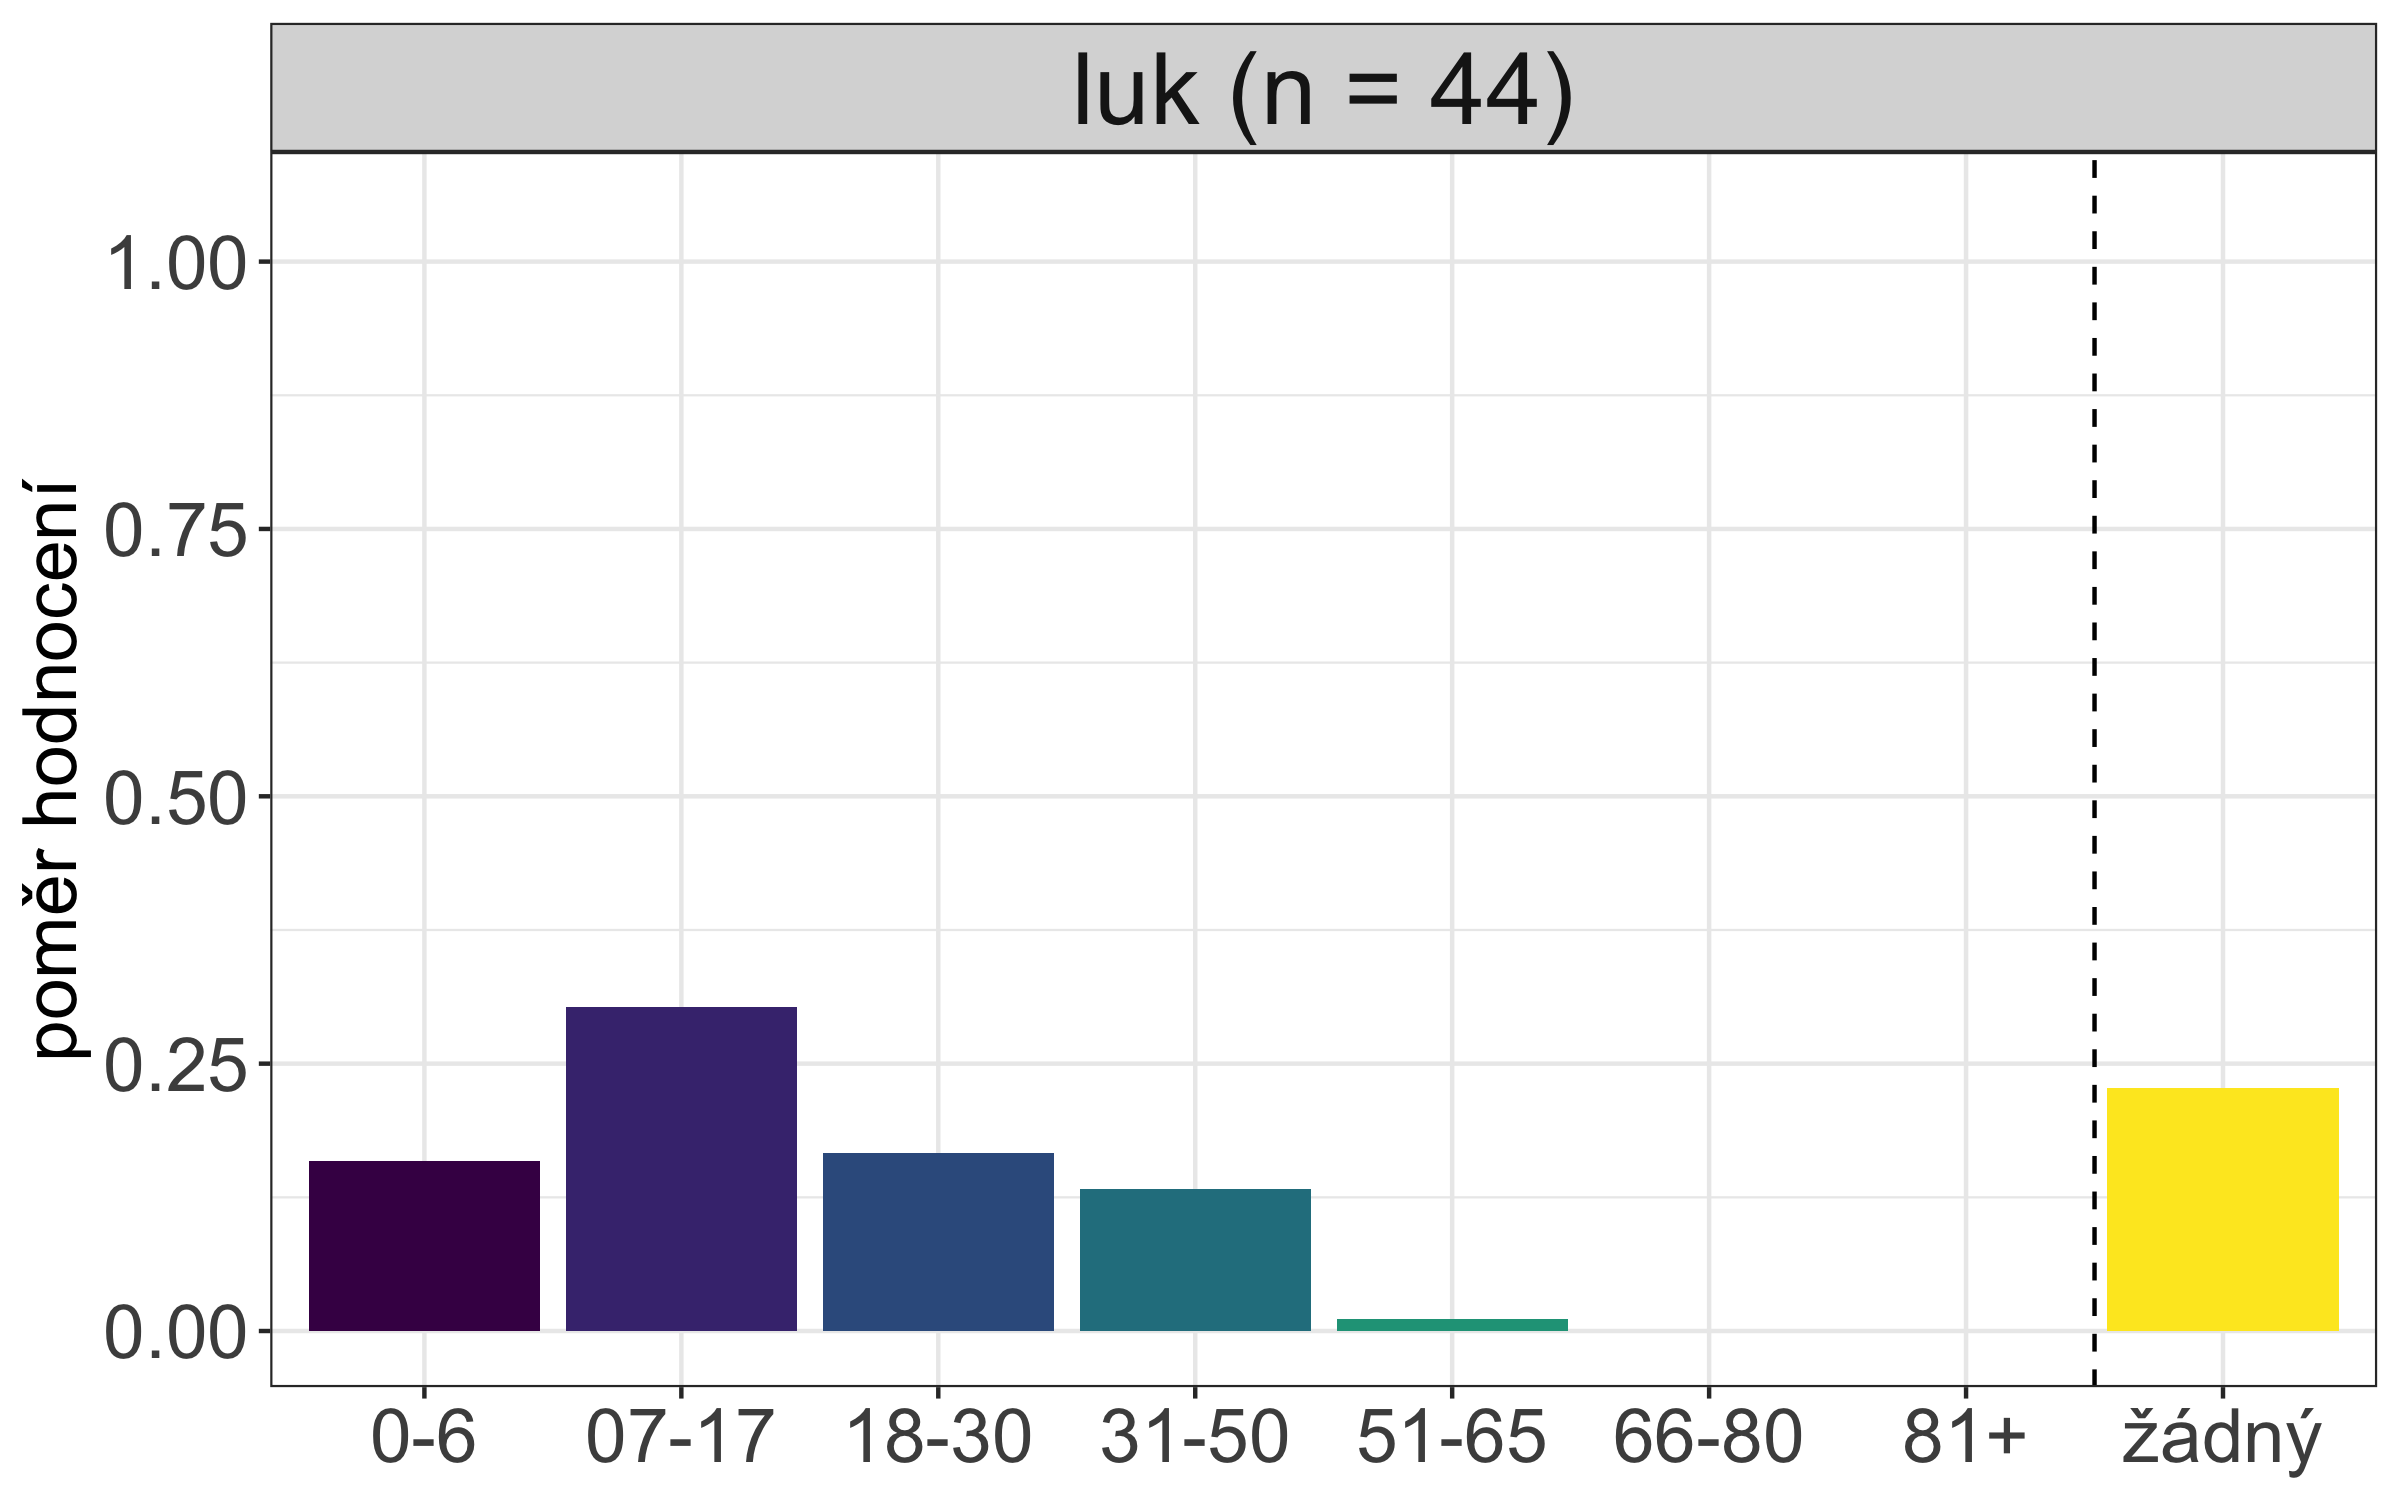 luk (n = 44)
poměr hodnocení
1.00
0.75
0.50
0.25
0.00
0-6 07-17 18-30 31-50 51-65 66-80 81+ žádný